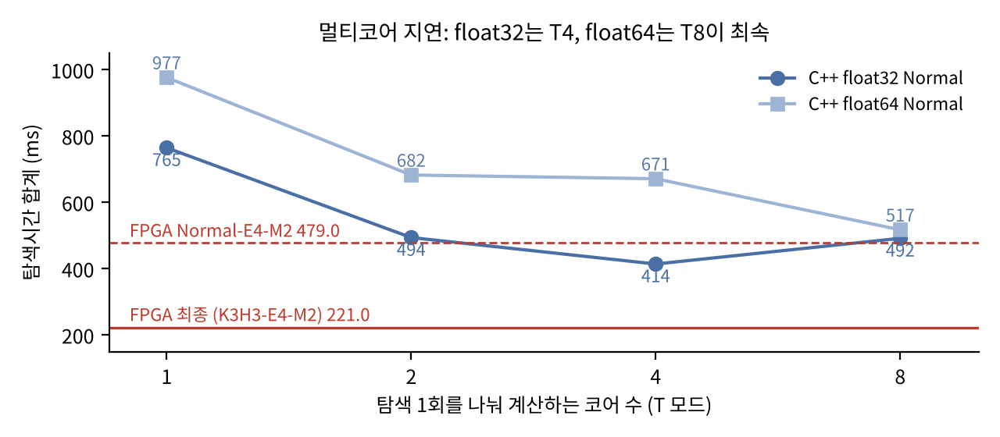 멀티코어 지연: float32는 T4, float64는 T8이 최속
C++ float32 Normal
C++ float64 Normal
탐색시간 합계 (ms)
1000
800
600
400
200
977
765
682
494
671
414
517
492
FPGA Normal-E4-M2 479.0
FPGA 최종 (K3H3-E4-M2) 221.0
1 2 4 8
탐색 1회를 나눠 계산하는 코어 수 (T 모드)